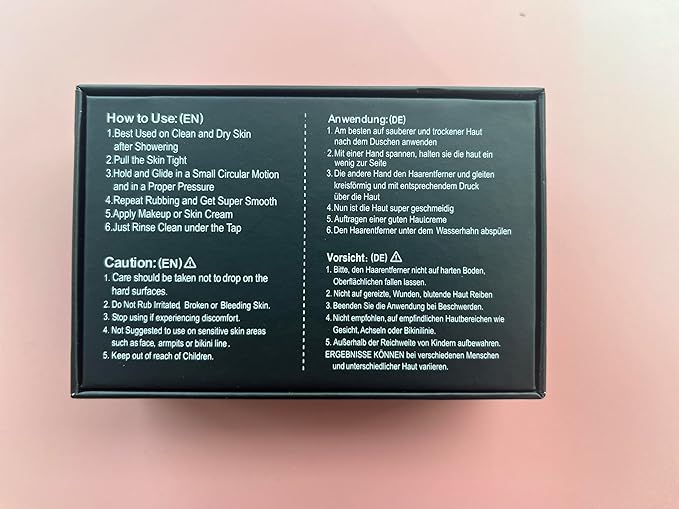 How to Use:(EN)
1.Best Used on Clean and Dry Skin
after Showering
2.Pull the Skin Tight
3.Hold and Glide in a Small Circular Motion
and in a Proper Pressure
4.Repeat Rubbing and Get Super Smooth
5.Apply Makeup or Skin Cream
6.Just Rinse Clean under the Tap
Caution:(EN)⚠
1. Care should be taken not to drop on the
hard surfaces.
2. Do Not Rub Irritated, Broken or Bleeding Skin.
3. Stop using if experiencing discomfort.
4. Not Suggested to use on sensitive skin areas
such as face, armpits or bikini line.
5. Keep out of reach of Children.
Anwendung:(DE)
1. Am besten auf sauberer und trockener Haut
nach dem Duschen anwenden
2.Mit einer Hand spannen, halten sie die haut ein
wenig zur Seite
3.Die andere Hand den Haarentferner und gleiten
kreisförmig und mit entsprechendem Druck
über die Haut
4.Nun ist die Haut super geschmeidig
5.Auftragen einer guten Hautcreme
6.Den Haarentferner unter dem Wasserhahn abspülen
Vorsicht: (DE) ⚠
1. Bitte, den Haarentferner nicht auf harten Boden,
Oberflächlichen fallen lassen.
2. Nicht auf gereizte, Wunden, blutende Haut Reiben
3. Beenden Sie die Anwendung bei Beschwerden.
4. Nicht empfohlen, auf empfindlichen Hautbereichen wie
Gesicht, Achseln oder Bikinilinie.
5. Außerhalb der Reichweite von Kindern aufbewahren.
ERGEBNISSE KÖNNEN bei verschiedenen Menschen
und unterschiedlicher Haut variieren.